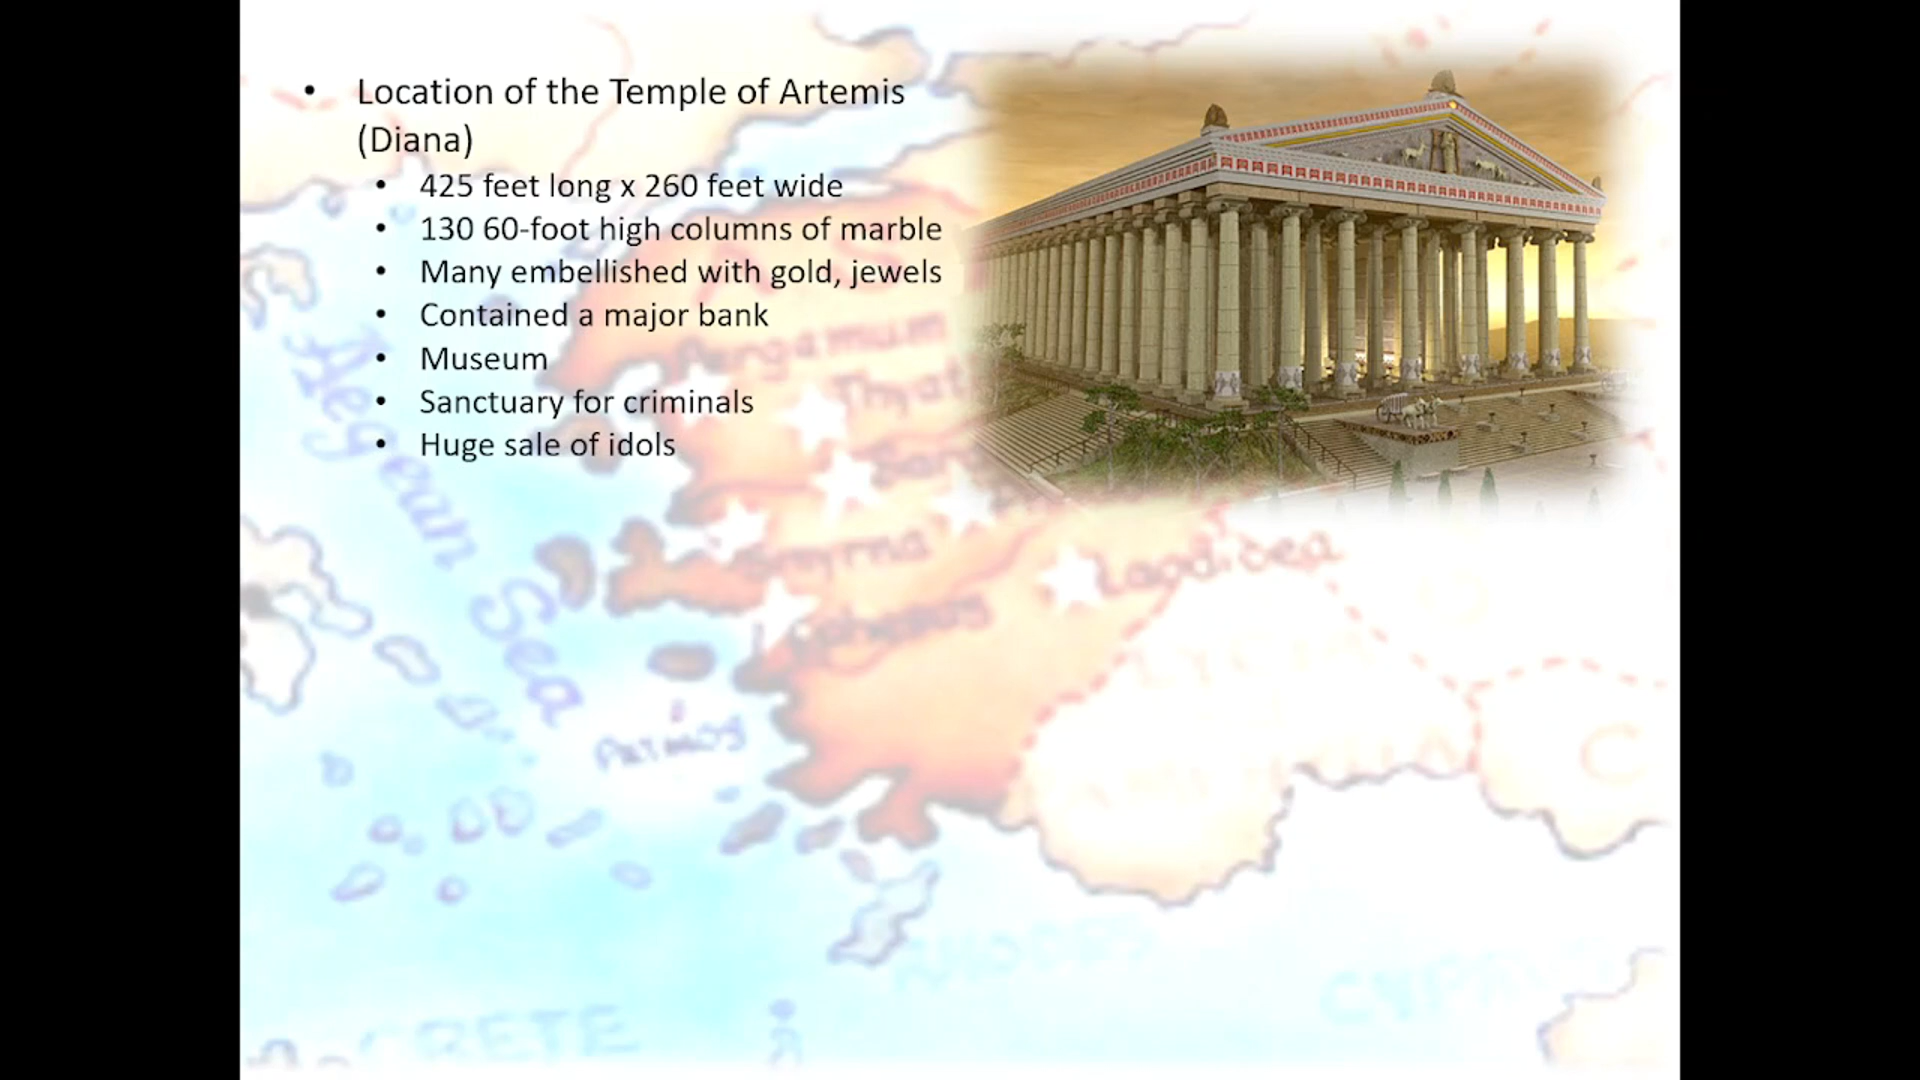 • Location of the Temple of Artemis
(Diana)
• 425 feet long x 260 feet wide
• 130 60-foot high columns of marble
• Many embellished with gold, jewels
• Contained a major bank
• Museum
• Sanctuary for criminals
• Huge sale of idols
Pergamum
Aegean Sea
Smyrna
Laodicea
Ephesus
Patmos
RHODES
CRETE